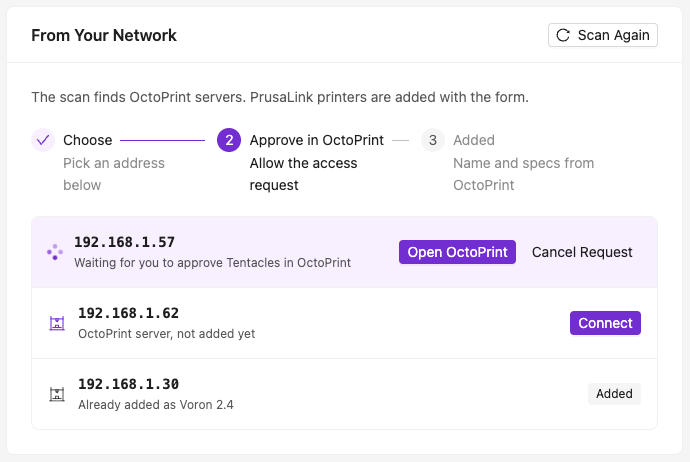 From Your Network
Scan Again
The scan finds OctoPrint servers. PrusaLink printers are added with the form.
Choose
Pick an address
below
2
Approve in OctoPrint
Allow the access
request
3
Added
Name and specs from
OctoPrint
192.168.1.57
Waiting for you to approve Tentacles in OctoPrint
Open OctoPrint
Cancel Request
192.168.1.62
OctoPrint server, not added yet
Connect
192.168.1.30
Already added as Voron 2.4
Added